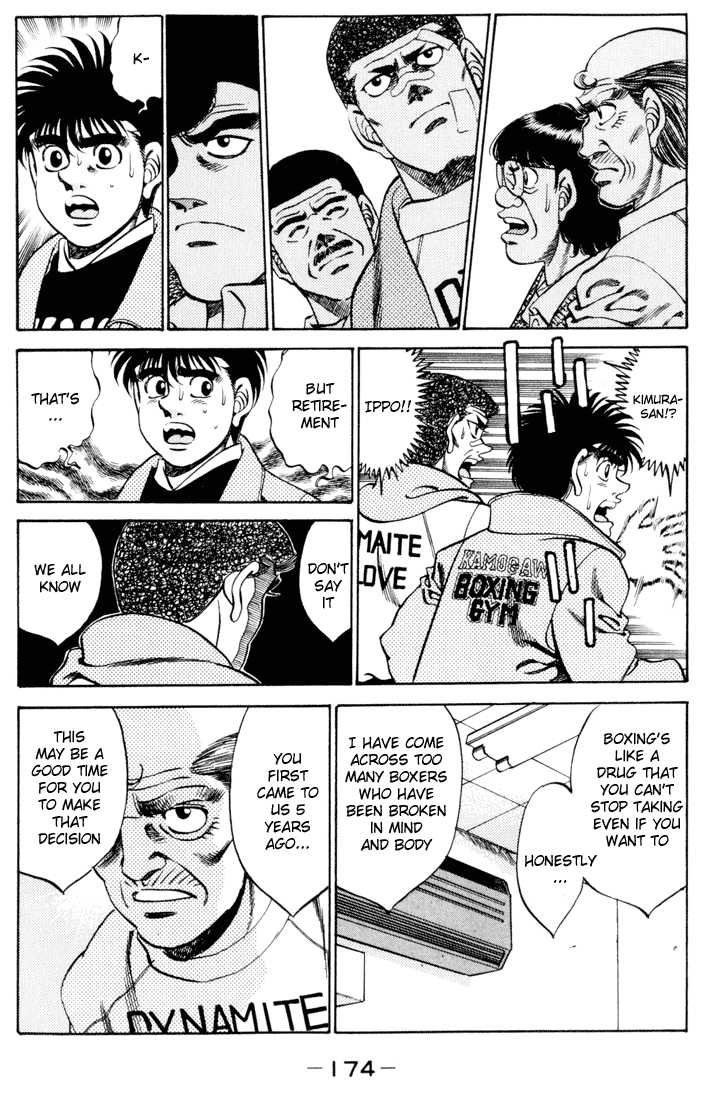 DY
K-
KIMURA-
SAN!?
IPPO!!
MAITE
LOVE
KAMOGAW
BOXING
GYM
BUT
RETIRE-
MENT
THAT'S
...
DON'T
SAY
IT
WE ALL
KNOW
BOXING'S
LIKE A
DRUG THAT
YOU CAN'T
STOP TAKING
EVEN IF YOU
WANT TO
HONESTLY
...
I HAVE COME
ACROSS TOO
MANY BOXERS
WHO HAVE
BEEN BROKEN
IN MIND
AND BODY
YOU
FIRST
CAME TO
US 5
YEARS
AGO...
THIS
MAY BE A
GOOD TIME
FOR YOU
TO MAKE
THAT
DECISION
DYNAMITE
-174-